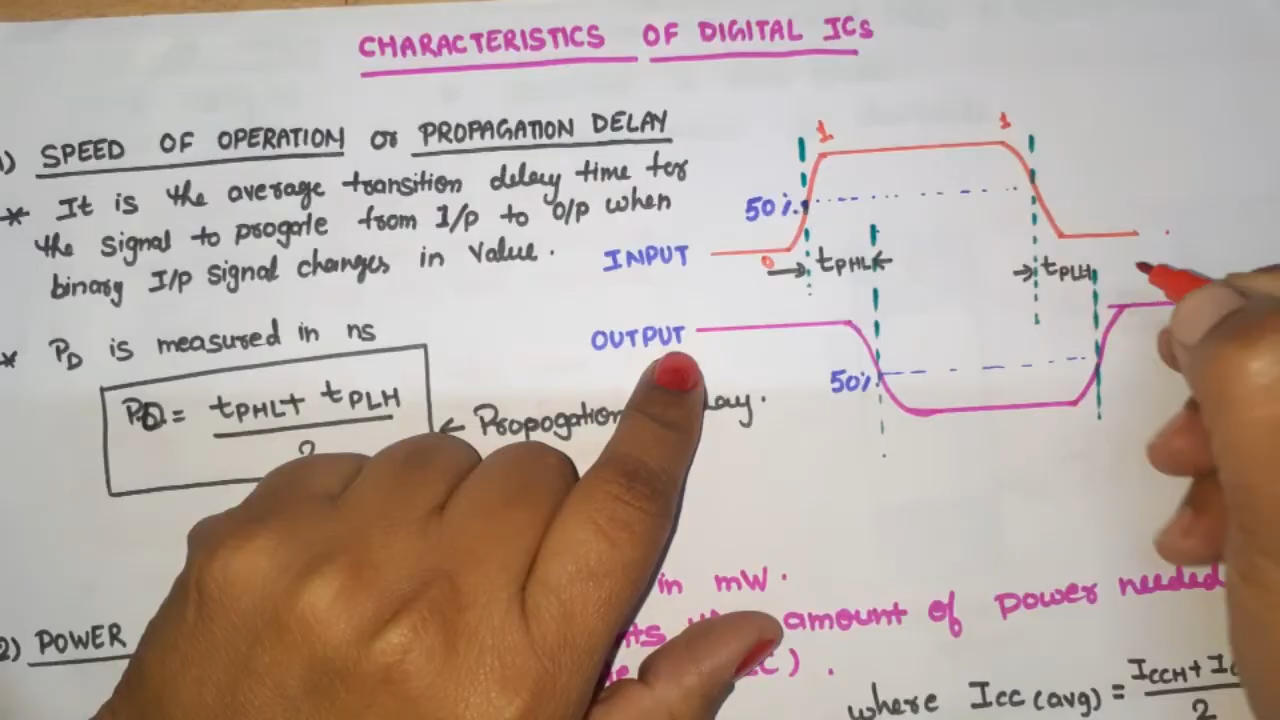 CHARACTERISTICS OF DIGITAL ICs
1) SPEED OF OPERATION or PROPAGATION DELAY
* It is the average transition delay time for
the signal to progate from I/p to O/p when
binary I/p signal changes in value.
* PD is measured in ns
PD = tPHL + tPLH
2
← Propogation
1 1
50%
INPUT
0 tPHL tPLH
OUTPUT
50%
in mW.
amount of power needed
2) POWER
where Icc (avg) = ICCH +
2